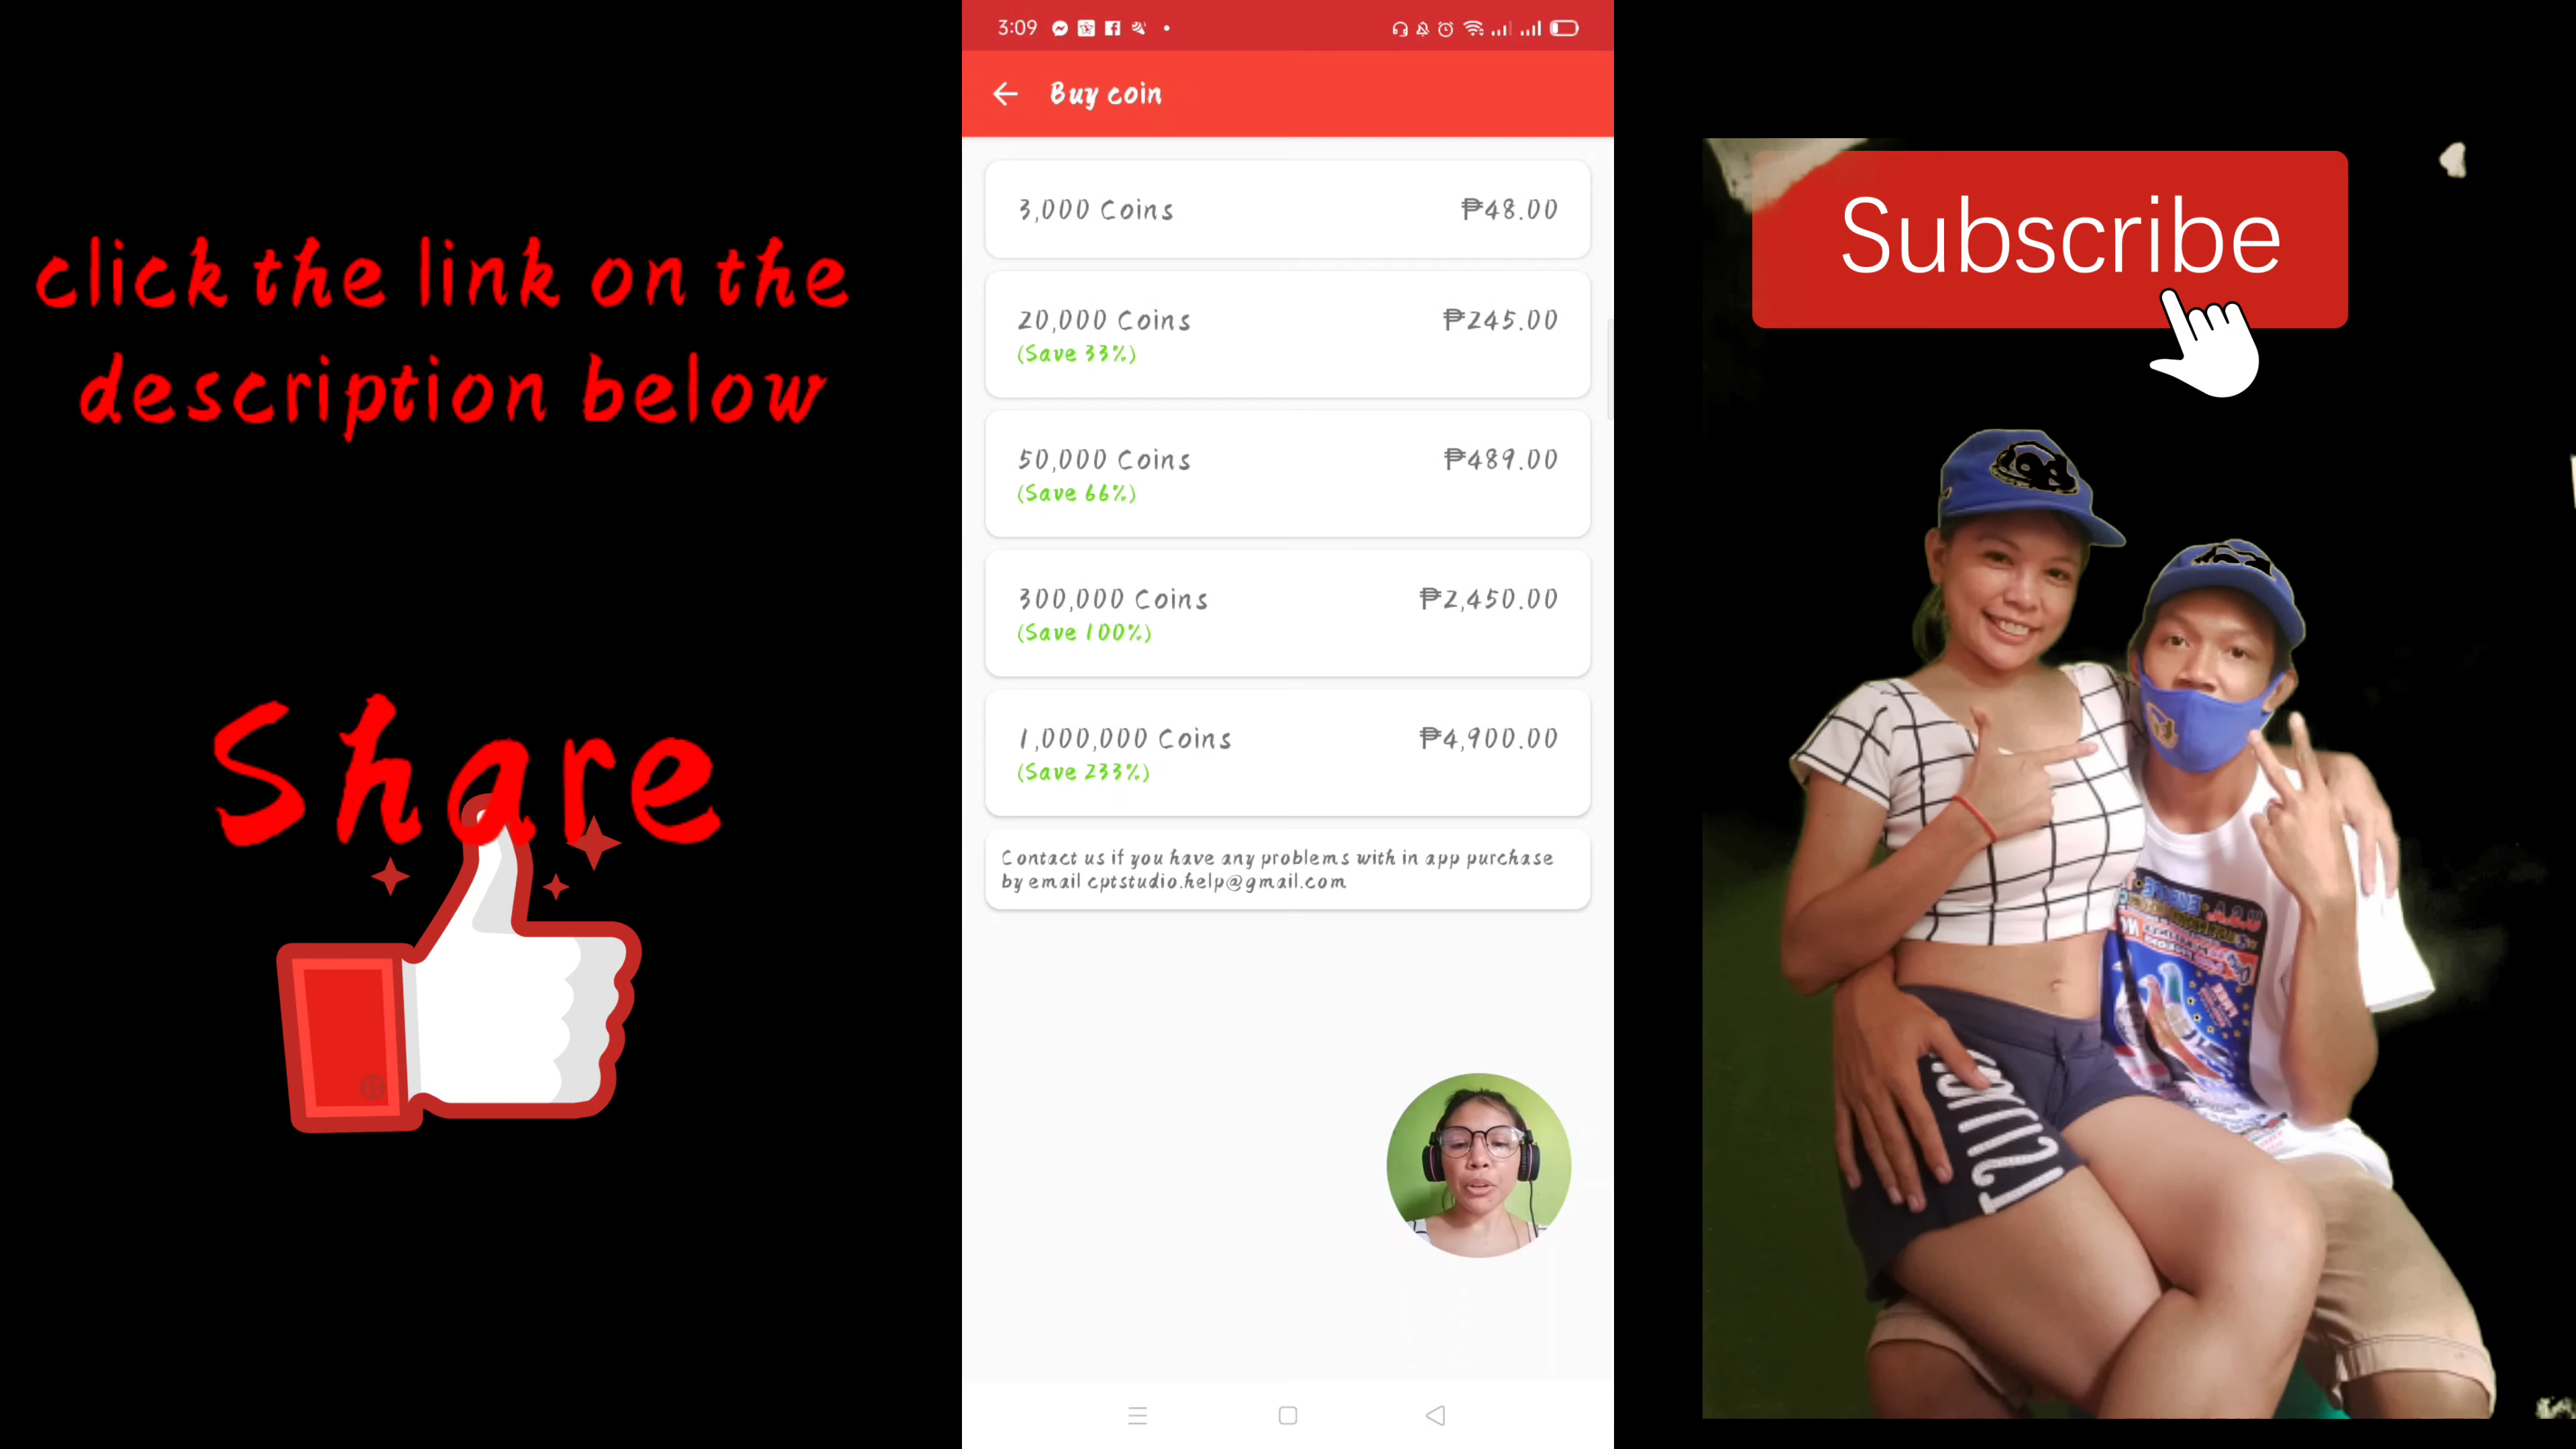 click the link on the
description below
Share
3:09
Buy coin
3,000 Coins
₱48.00
20,000 Coins
₱245.00
(Save 33%)
50,000 Coins
₱489.00
(Save 66%)
300,000 Coins
₱2,450.00
(Save 100%)
1,000,000 Coins
₱4,900.00
(Save 233%)
Contact us if you have any problems with in app purchase
by email cptstudio.help@gmail.com
Subscribe